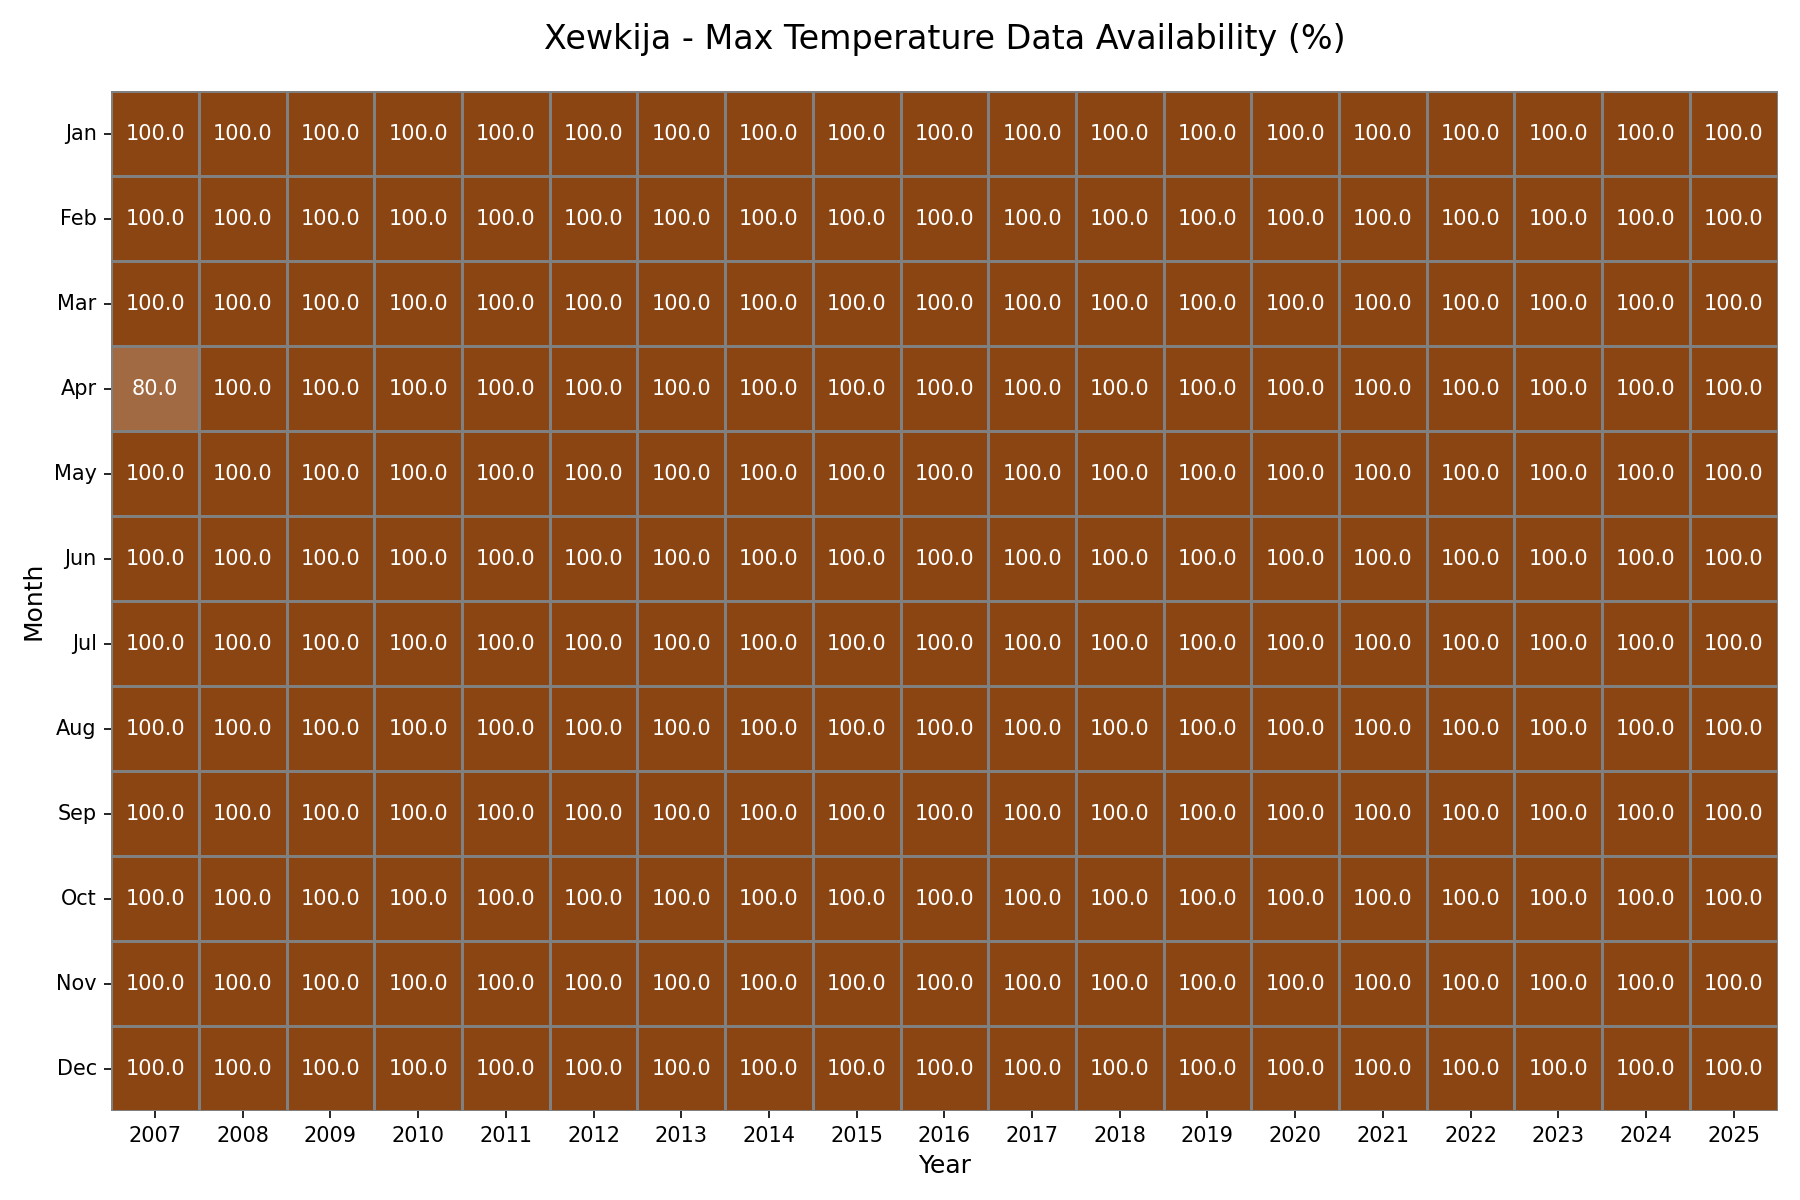 Xewkija - Max Temperature Data Availability (%)
Jan 100.0 100.0 100.0 100.0 100.0 100.0 100.0 100.0 100.0 100.0 100.0 100.0 100.0 100.0 100.0 100.0 100.0 100.0 100.0
Feb 100.0 100.0 100.0 100.0 100.0 100.0 100.0 100.0 100.0 100.0 100.0 100.0 100.0 100.0 100.0 100.0 100.0 100.0 100.0
Mar 100.0 100.0 100.0 100.0 100.0 100.0 100.0 100.0 100.0 100.0 100.0 100.0 100.0 100.0 100.0 100.0 100.0 100.0 100.0
Apr 80.0 100.0 100.0 100.0 100.0 100.0 100.0 100.0 100.0 100.0 100.0 100.0 100.0 100.0 100.0 100.0 100.0 100.0 100.0
May 100.0 100.0 100.0 100.0 100.0 100.0 100.0 100.0 100.0 100.0 100.0 100.0 100.0 100.0 100.0 100.0 100.0 100.0 100.0
Jun 100.0 100.0 100.0 100.0 100.0 100.0 100.0 100.0 100.0 100.0 100.0 100.0 100.0 100.0 100.0 100.0 100.0 100.0 100.0
Jul 100.0 100.0 100.0 100.0 100.0 100.0 100.0 100.0 100.0 100.0 100.0 100.0 100.0 100.0 100.0 100.0 100.0 100.0 100.0
Aug 100.0 100.0 100.0 100.0 100.0 100.0 100.0 100.0 100.0 100.0 100.0 100.0 100.0 100.0 100.0 100.0 100.0 100.0 100.0
Sep 100.0 100.0 100.0 100.0 100.0 100.0 100.0 100.0 100.0 100.0 100.0 100.0 100.0 100.0 100.0 100.0 100.0 100.0 100.0
Oct 100.0 100.0 100.0 100.0 100.0 100.0 100.0 100.0 100.0 100.0 100.0 100.0 100.0 100.0 100.0 100.0 100.0 100.0 100.0
Nov 100.0 100.0 100.0 100.0 100.0 100.0 100.0 100.0 100.0 100.0 100.0 100.0 100.0 100.0 100.0 100.0 100.0 100.0 100.0
Dec 100.0 100.0 100.0 100.0 100.0 100.0 100.0 100.0 100.0 100.0 100.0 100.0 100.0 100.0 100.0 100.0 100.0 100.0 100.0
Month
2007 2008 2009 2010 2011 2012 2013 2014 2015 2016 2017 2018 2019 2020 2021 2022 2023 2024 2025
Year